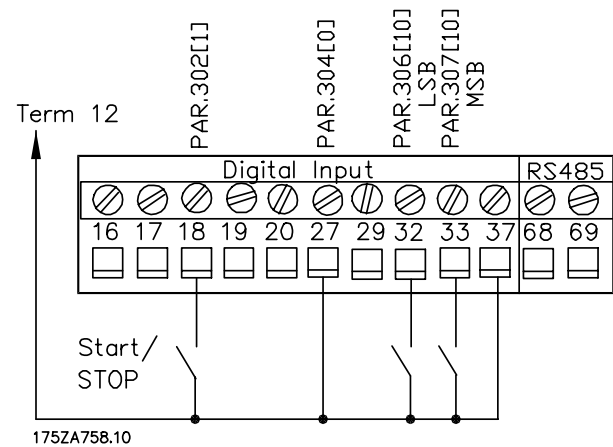 PAR.302[1]
PAR.304[0]
PAR.306[10]
LSB
PAR.307[10]
MSB
Term 12
Digital Input
RS485
16 17 18 19 20 27 29 32 33 37 68 69
Start/
STOP
175ZA758.10